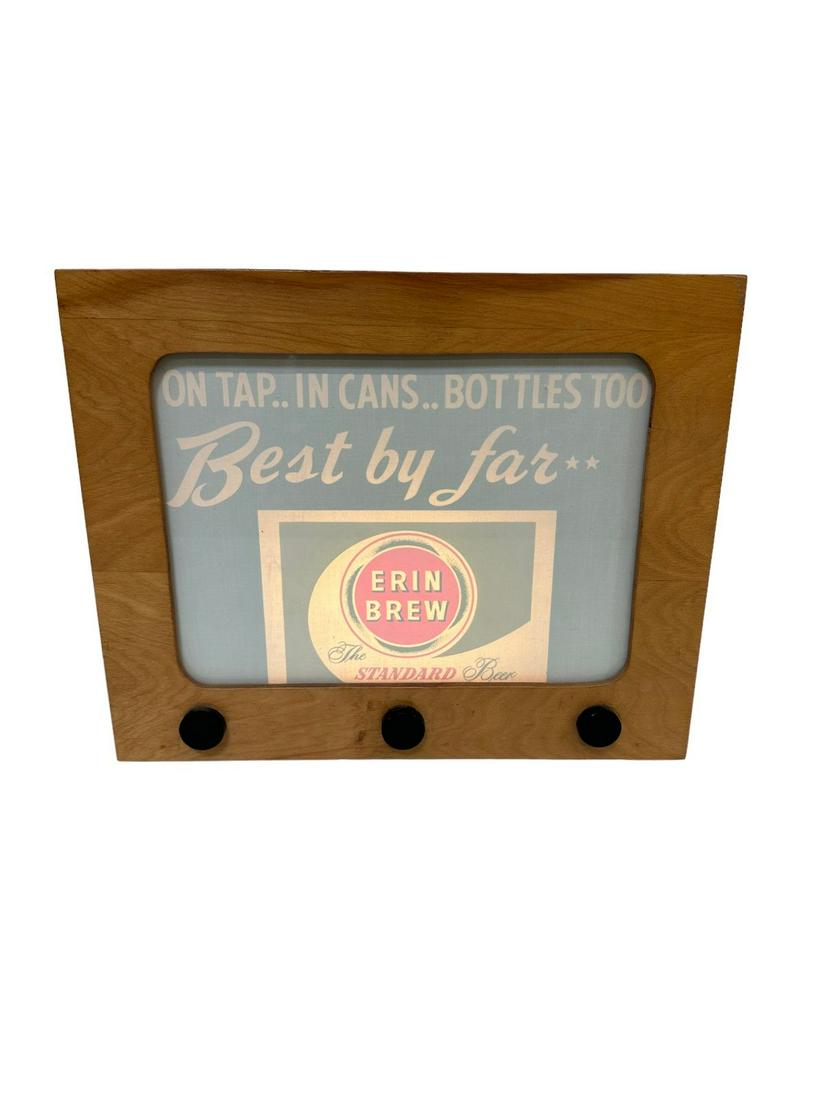 ON TAP.. IN CANS.. BOTTLES TOO
Best by far**
ERIN
BREW
The
STANDARD Beer